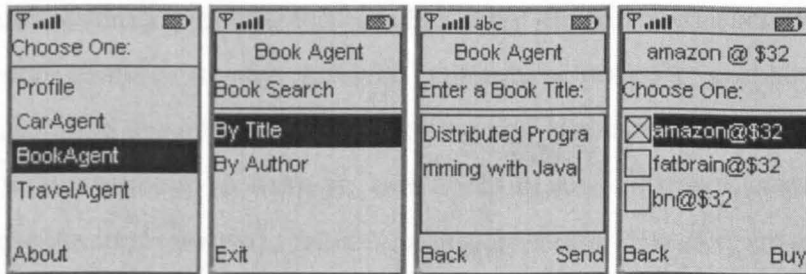 Choose One:
Profile
CarAgent
BookAgent
TravelAgent
About
Book Agent
Book Search
By Title
By Author
Exit
abc
Book Agent
Enter a Book Title:
Distributed Progra
mming with Java
Back Send
amazon @ $32
Choose One:
amazon@$32
fatbrain@$32
bn@$32
Back Buy